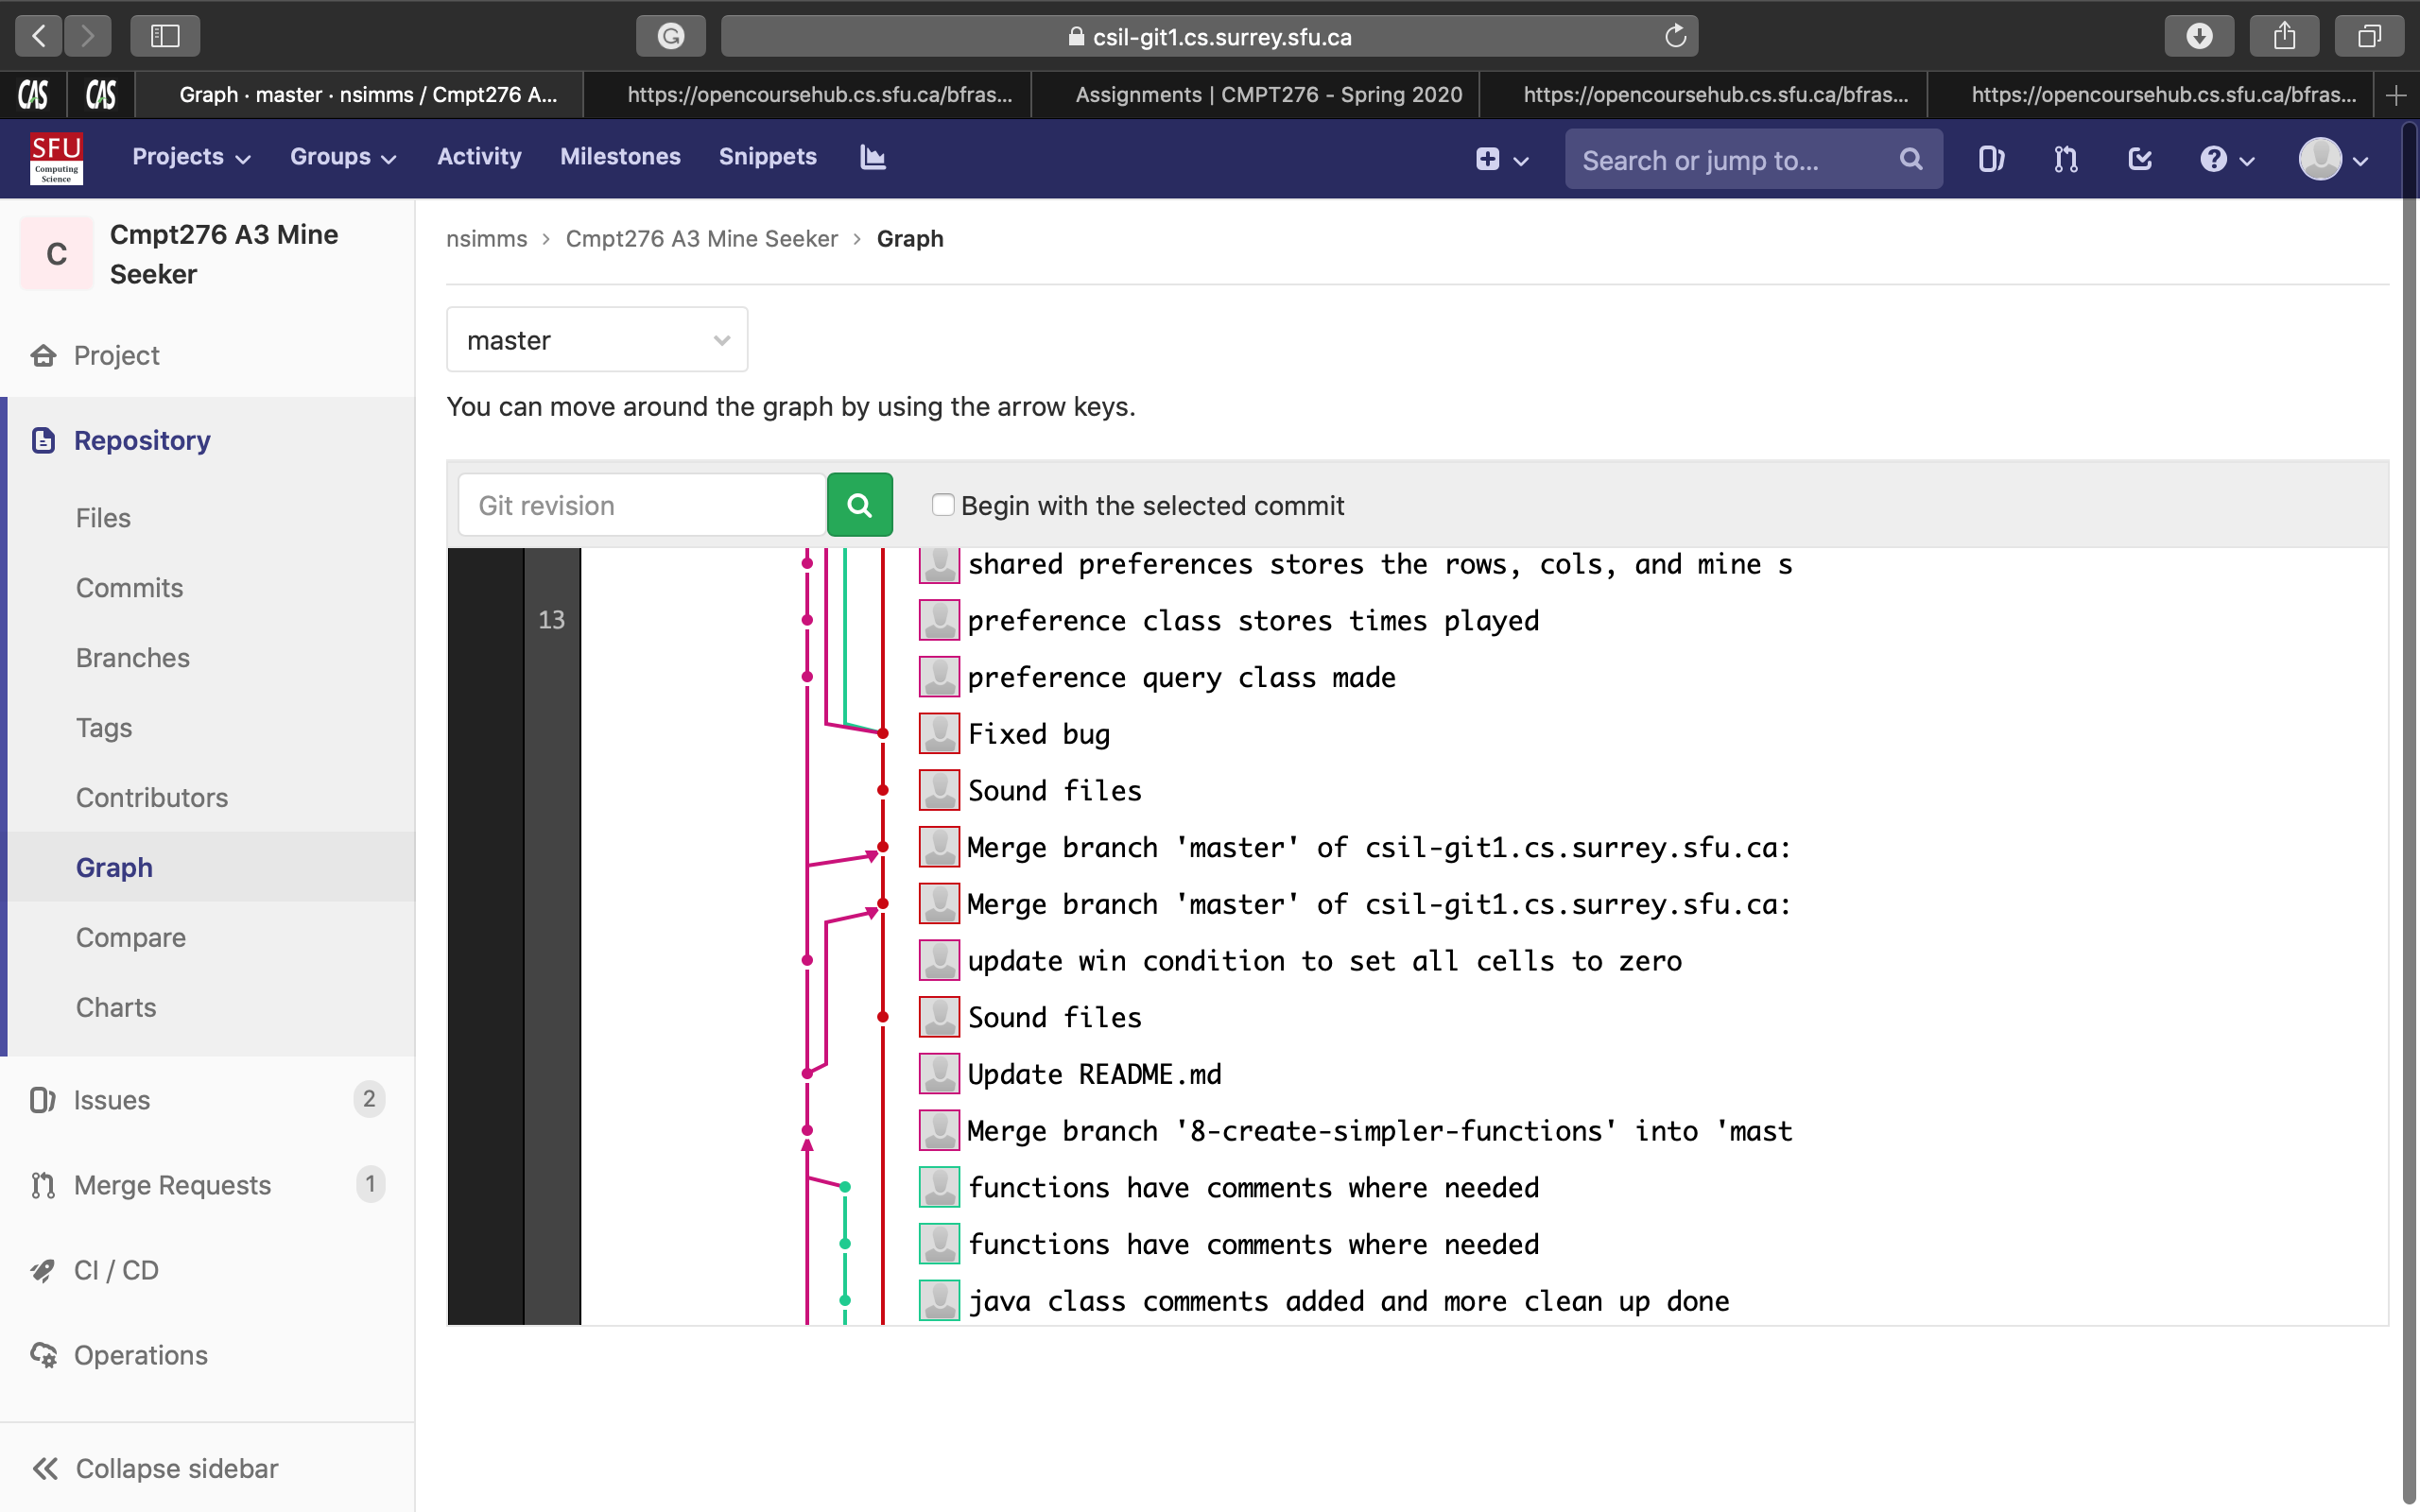 csil-git1.cs.surrey.sfu.ca
CAS
CAS
Graph · master · nsimms / Cmpt276 A...
https://opencoursehub.cs.sfu.ca/bfras...
Assignments | CMPT276 - Spring 2020
https://opencoursehub.cs.sfu.ca/bfras...
https://opencoursehub.cs.sfu.ca/bfras...
SFU
Computing
Science
Projects
Groups
Activity
Milestones
Snippets
Search or jump to...
C
Cmpt276 A3 Mine
Seeker
Project
Repository
Files
Commits
Branches
Tags
Contributors
Graph
Compare
Charts
Issues 2
Merge Requests 1
CI / CD
Operations
Collapse sidebar
nsimms > Cmpt276 A3 Mine Seeker > Graph
master
You can move around the graph by using the arrow keys.
Git revision
Begin with the selected commit
shared preferences stores the rows, cols, and mine s
13
preference class stores times played
preference query class made
Fixed bug
Sound files
Merge branch 'master' of csil-git1.cs.surrey.sfu.ca:
Merge branch 'master' of csil-git1.cs.surrey.sfu.ca:
update win condition to set all cells to zero
Sound files
Update README.md
Merge branch '8-create-simpler-functions' into 'mast
functions have comments where needed
functions have comments where needed
java class comments added and more clean up done